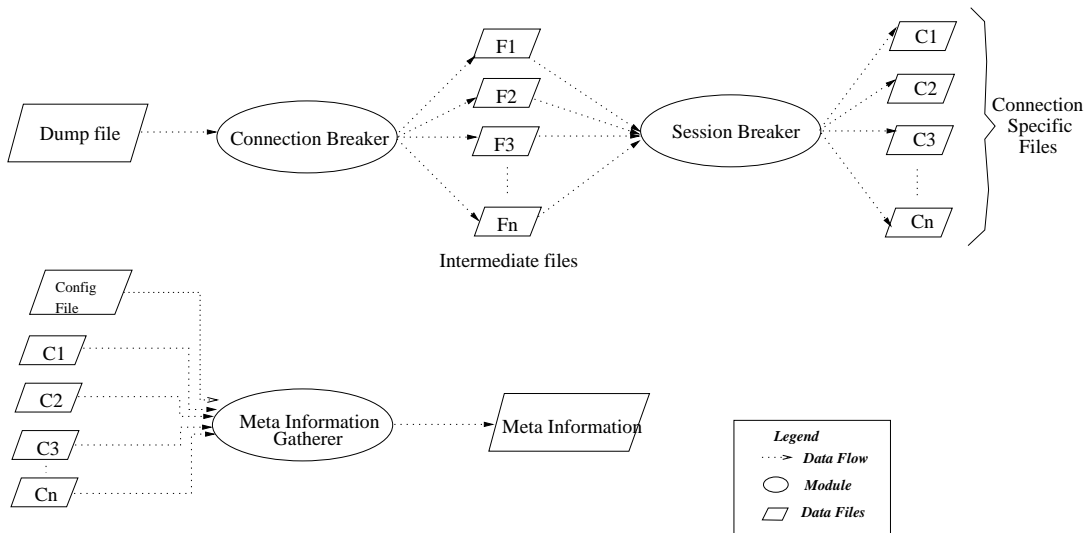 Dump file
Connection Breaker
F1
F2
F3
Fn
Intermediate files
Session Breaker
C1
C2
C3
Cn
Connection
Specific
Files
Config
File
C1
C2
C3
Cn
Meta Information
Gatherer
Meta Information
Legend
Data Flow
Module
Data Files